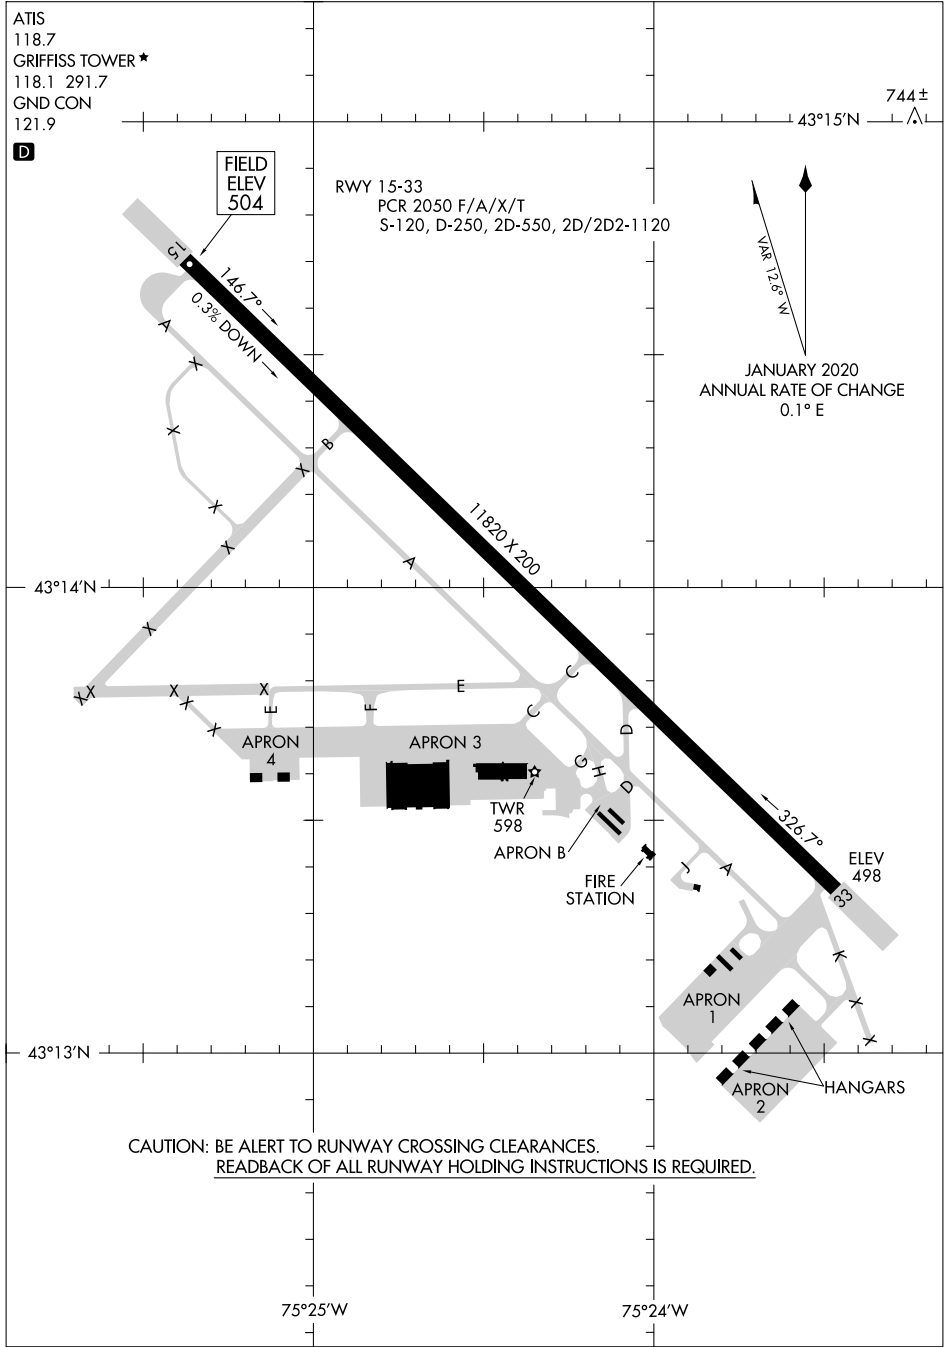 ATIS
118.7
GRIFFISS TOWER ★
118.1 291.7
GND CON
121.9
D
744±
43°15'N
FIELD
ELEV
504
RWY 15-33
PCR 2050 F/A/X/T
S-120, D-250, 2D-550, 2D/2D2-1120
VAR 12.6° W
JANUARY 2020
ANNUAL RATE OF CHANGE
0.1° E
15
146.7°
0.3% DOWN
A
X
X
B
X
X
X
11820 X 200
A
43°14'N
X
C
X
X
X
X
E
X
E
F
C
X
D
APRON
4
APRON 3
G
H
D
TWR
598
326.7°
APRON B
ELEV
498
FIRE
STATION
J
A
33
K
APRON
1
X
X
43°13'N
APRON
2
HANGARS
CAUTION: BE ALERT TO RUNWAY CROSSING CLEARANCES.
READBACK OF ALL RUNWAY HOLDING INSTRUCTIONS IS REQUIRED.
75°25'W
75°24'W